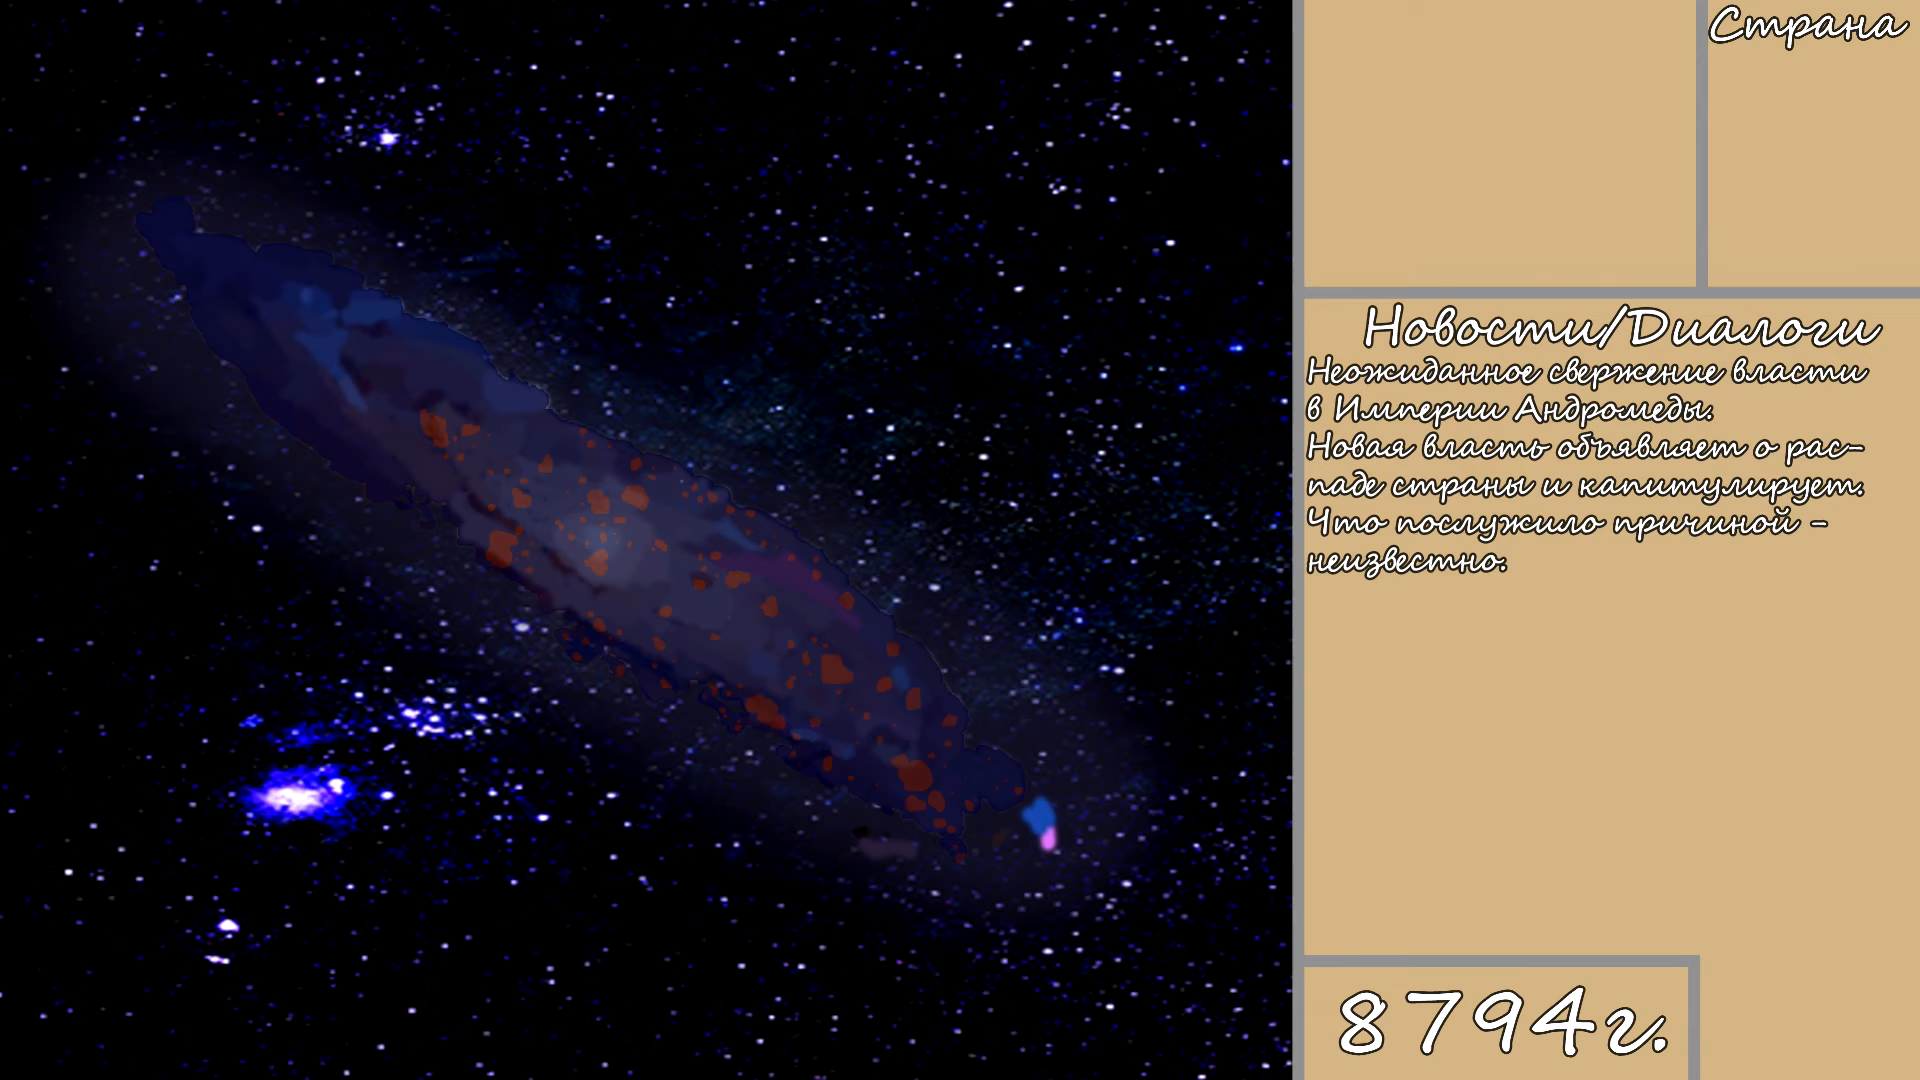 Страна
Новости/Диалоги
Неожиданное свержение власти
в Империи Андромеды.
Новая власть объявляет о рас-
паде страны и капитулирует.
Что послужило причиной -
неизвестно.
8794г.